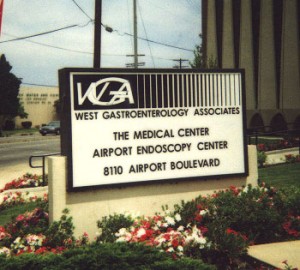 WGA
WEST GASTROENTEROLOGY ASSOCIATES
THE MEDICAL CENTER
AIRPORT ENDOSCOPY CENTER
8110 AIRPORT BOULEVARD